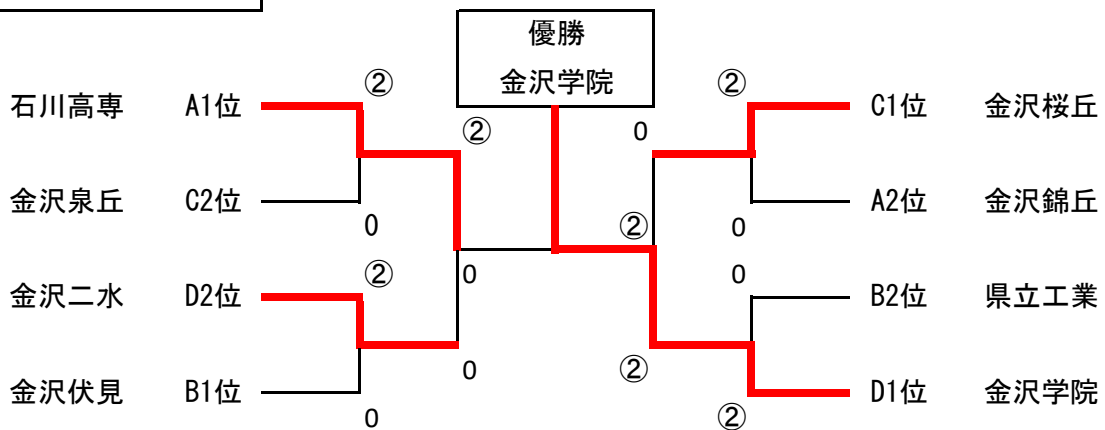 優勝
金沢学院
② ②
石川高専 A1位 C1位 金沢桜丘
② 0
金沢泉丘 C2位 A2位 金沢錦丘
0 ② 0
② 0 0
金沢二水 D2位 B2位 県立工業
0 ②
金沢伏見 B1位 D1位 金沢学院
0 ②